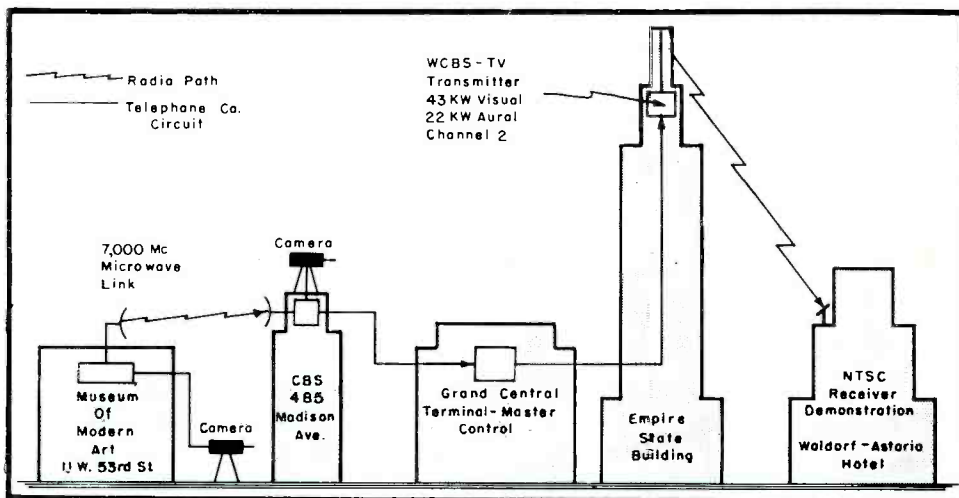 Radia Path
Telephone Ca.
Circuit
WCBS-TV
Transmitter
43 KW Visual
22 KW Aural
Channel 2
7,000 Mc
Microwave
Link
Camera
Museum
Of
Modern
Art
11 W. 53rd St
Camera
CBS
485
Madison
Ave.
Grand Central
Terminal-Master
Control
Empire
State
Building
NTSC
Receiver
Demonstration
Waldorf-Astoria
Hotel